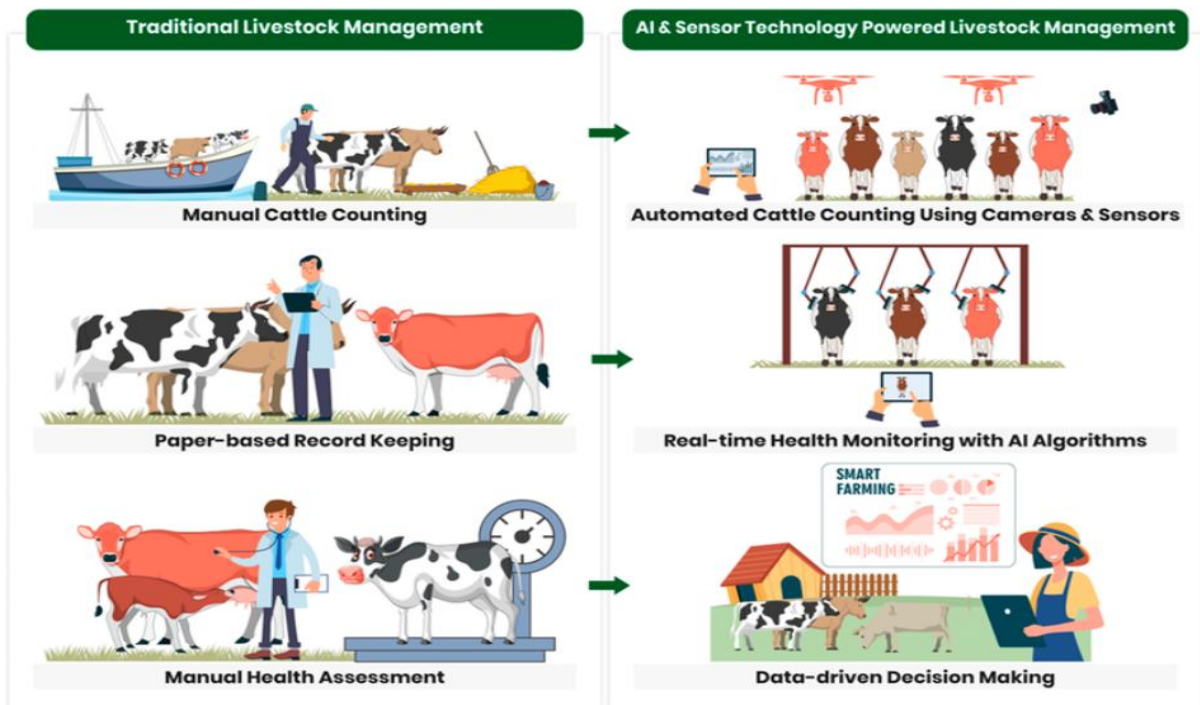 Traditional Livestock Management
AI & Sensor Technology Powered Livestock Management
Manual Cattle Counting
Automated Cattle Counting Using Cameras & Sensors
Paper-based Record Keeping
Real-time Health Monitoring with AI Algorithms
SMART
FARMING
Manual Health Assessment
Data-driven Decision Making